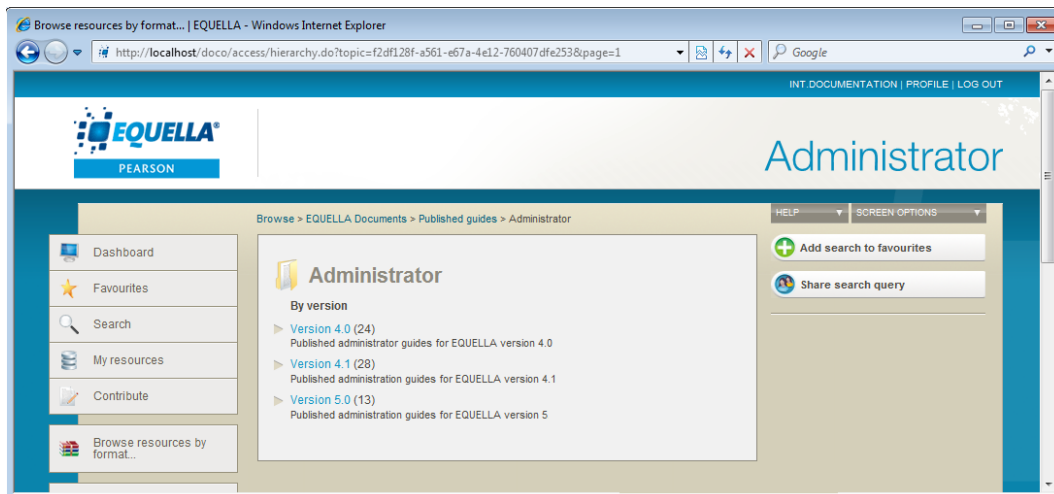 Browse resources by format... | EQUELLA - Windows Internet Explorer
http://localhost/doco/access/hierarchy.do?topic=f2df128f-a561-e67a-4e12-760407dfe253&page=1
Google
INT.DOCUMENTATION | PROFILE | LOG OUT
EQUELLA®
PEARSON
Administrator
Browse > EQUELLA Documents > Published guides > Administrator
HELP
SCREEN OPTIONS
Dashboard
Favourites
Search
My resources
Contribute
Browse resources by
format...
Administrator
By version
Version 4.0 (24)
Published administrator guides for EQUELLA version 4.0
Version 4.1 (28)
Published administration guides for EQUELLA version 4.1
Version 5.0 (13)
Published administration guides for EQUELLA version 5
Add search to favourites
Share search query